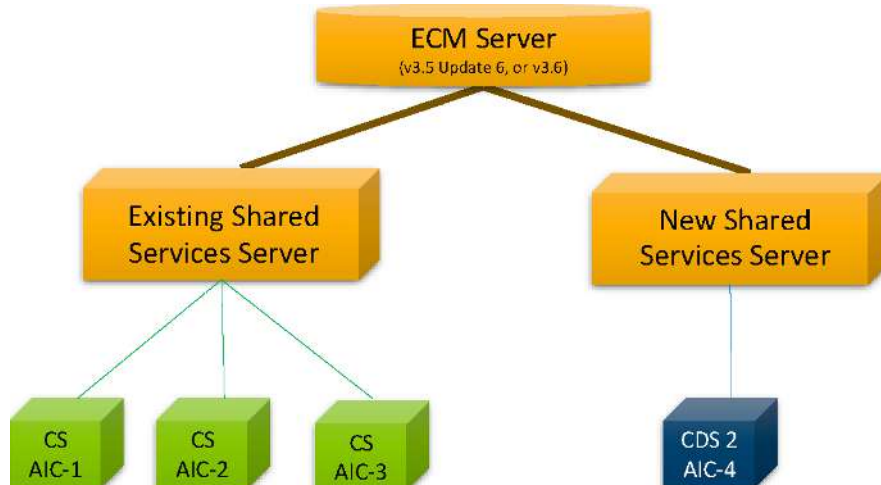 ECM Server
(v3.5 Update 6, or v3.6)
Existing Shared
Services Server
New Shared
Services Server
CS
AIC-1
CS
AIC-2
CS
AIC-3
CDS 2
AIC-4